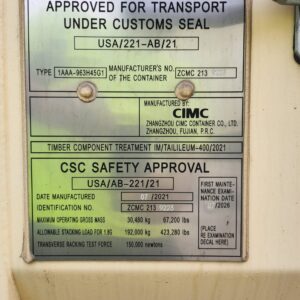 APPROVED FOR TRANSPORT
UNDER CUSTOMS SEAL
USA/221-AB/21
TYPE 1AAA-963H45G1 MANUFACTURER'S NO. OF THE CONTAINER ZCMC 213
MANUFACTURED BY:
CIMC
ZHANGZHOU CIMC CONTAINER CO., LTD.
ZHANGZHOU, FUJIAN, P.R.C.
TIMBER COMPONENT TREATMENT IM/TAILILEUM-400/2021
CSC SAFETY APPROVAL
USA/AB-221/21
DATE MANUFACTURED /2021
IDENTIFICATION NO. ZCMC 213
MAXIMUM OPERATING GROSS MASS 30,480 kg 67,200 lbs
ALLOWABLE STACKING LOAD FOR 1.8G 192,000 kg 423,280 lbs
TRANSVERSE RACKING TEST FORCE 150,000 newtons
FIRST MAINTE-
NANCE EXAMI-
NATION DATE
/2026
(PLACE
RE EXAMINATION
DECAL HERE)